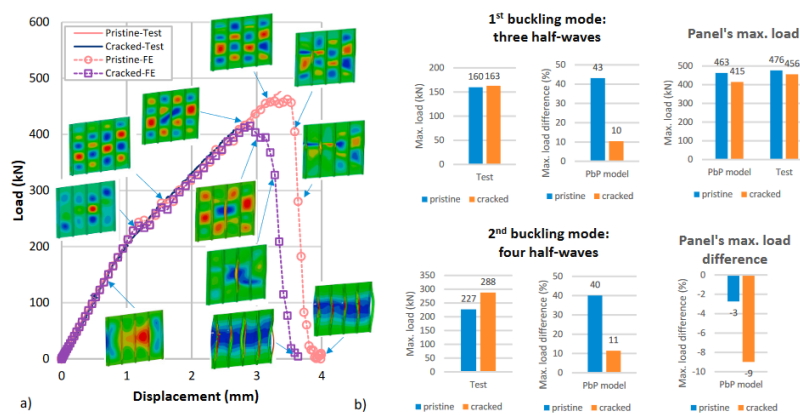 a)
Load (kN)
600
500
400
300
200
100
0
Pristine-Test
Cracked-Test
Pristine-FE
Cracked-FE
0 1 2 3 4
Displacement (mm)
b)
1st buckling mode:
three half-waves
Max. load (kN)
200
150
100
50
0
160 163
Test
pristine cracked
Max. load difference (%)
50
40
30
20
10
0
43
10
PbP model
pristine cracked
Panel's max. load
Max. load (kN)
500
400
300
200
100
0
463 415 476 456
PbP model Test
pristine cracked
2nd buckling mode:
four half-waves
Max. load (kN)
350
300
250
200
150
100
50
0
227 288
Test
pristine cracked
Max. load difference (%)
50
40
30
20
10
0
40
11
PbP model
pristine cracked
Panel's max. load
difference
Max. load difference (%)
0
-2
-4
-6
-8
-10
-3
-9
PbP model
pristine cracked